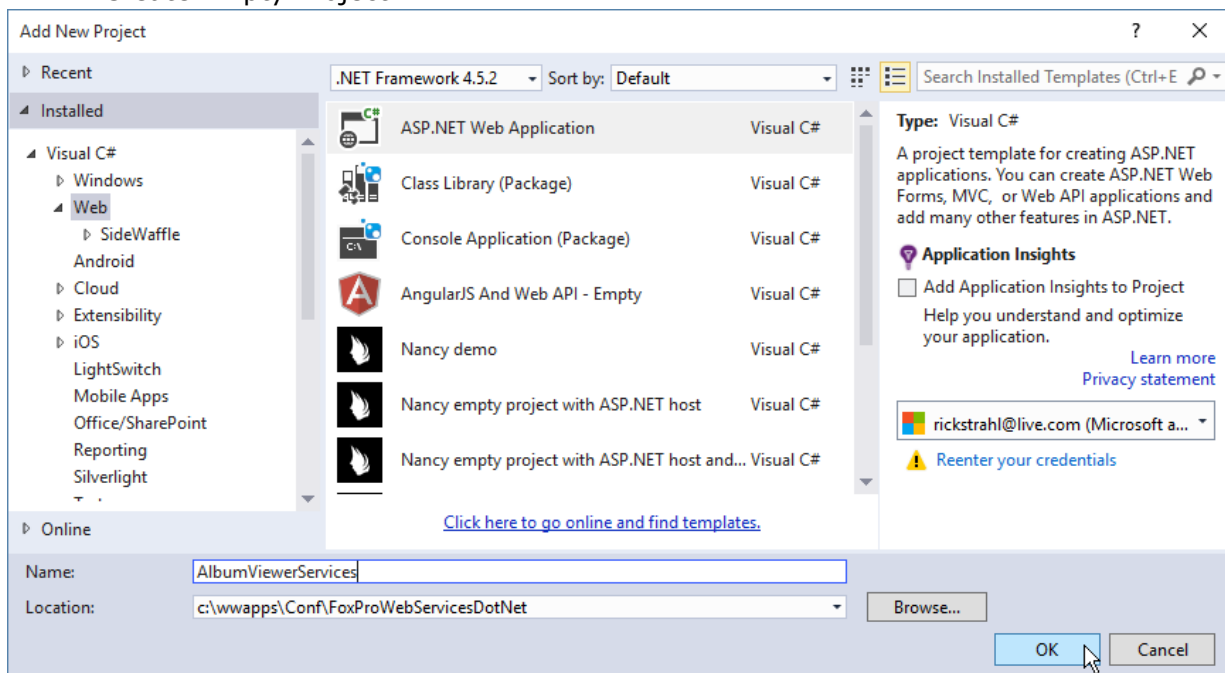 Add New Project
?
Recent
.NET Framework 4.5.2
Sort by: Default
Search Installed Templates (Ctrl+E
Installed
Visual C#
Windows
Web
SideWaffle
Android
Cloud
Extensibility
iOS
LightSwitch
Mobile Apps
Office/SharePoint
Reporting
Silverlight
Online
C#
ASP.NET Web Application Visual C#
Class Library (Package) Visual C#
C:\
Console Application (Package) Visual C#
A
AngularJS And Web API - Empty Visual C#
Nancy demo Visual C#
Nancy empty project with ASP.NET host Visual C#
Nancy empty project with ASP.NET host and... Visual C#
Click here to go online and find templates.
Type: Visual C#
A project template for creating ASP.NET
applications. You can create ASP.NET Web
Forms, MVC, or Web API applications and
add many other features in ASP.NET.
Application Insights
Add Application Insights to Project
Help you understand and optimize
your application.
Learn more
Privacy statement
rickstrahl@live.com (Microsoft a...
Reenter your credentials
Name: AlbumViewerServices
Location: c:\wwapps\Conf\FoxProWebServicesDotNet
Browse...
OK Cancel